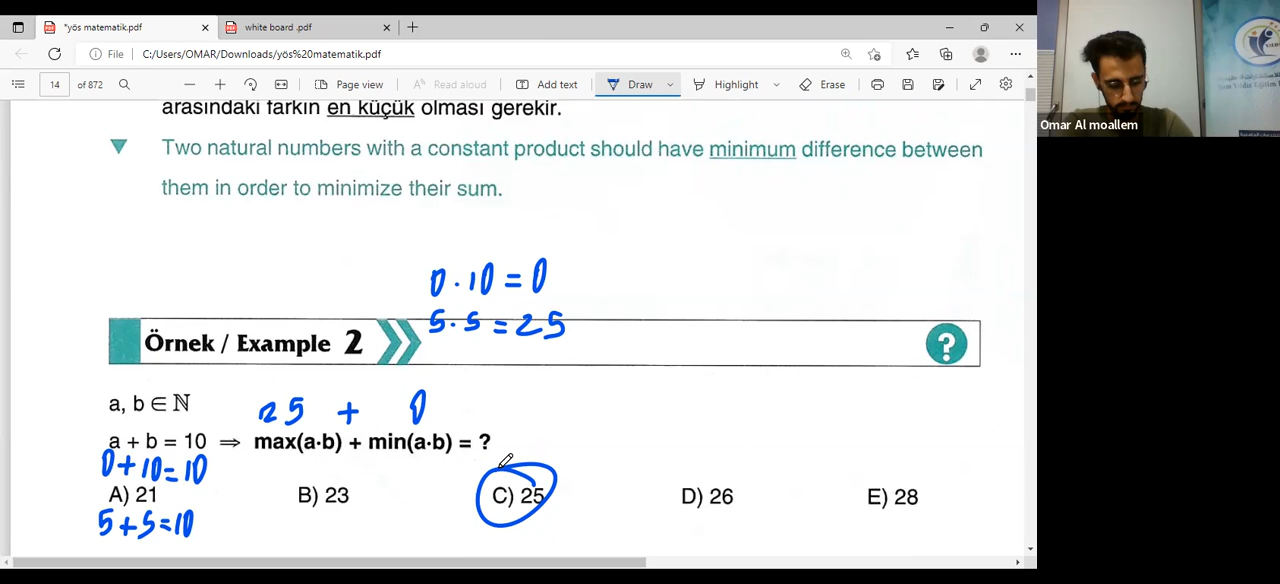 *yös matematik.pdf
white board .pdf
File
C:/Users/OMAR/Downloads/yös%20matematik.pdf
14 of 872
Page view
Read aloud
Add text
Draw
Highlight
Erase
Omar Al moallem
arasındaki farkın en küçük olması gerekir.
Two natural numbers with a constant product should have minimum difference between
them in order to minimize their sum.
0 · 10 = 0
5 · 5 = 25
Örnek / Example 2
?
a, b ∈ ℕ
25 + 0
a + b = 10 ⇒ max(a·b) + min(a·b) = ?
0 + 10 = 10
A) 21 B) 23 C) 25 D) 26 E) 28
5 + 5 = 10